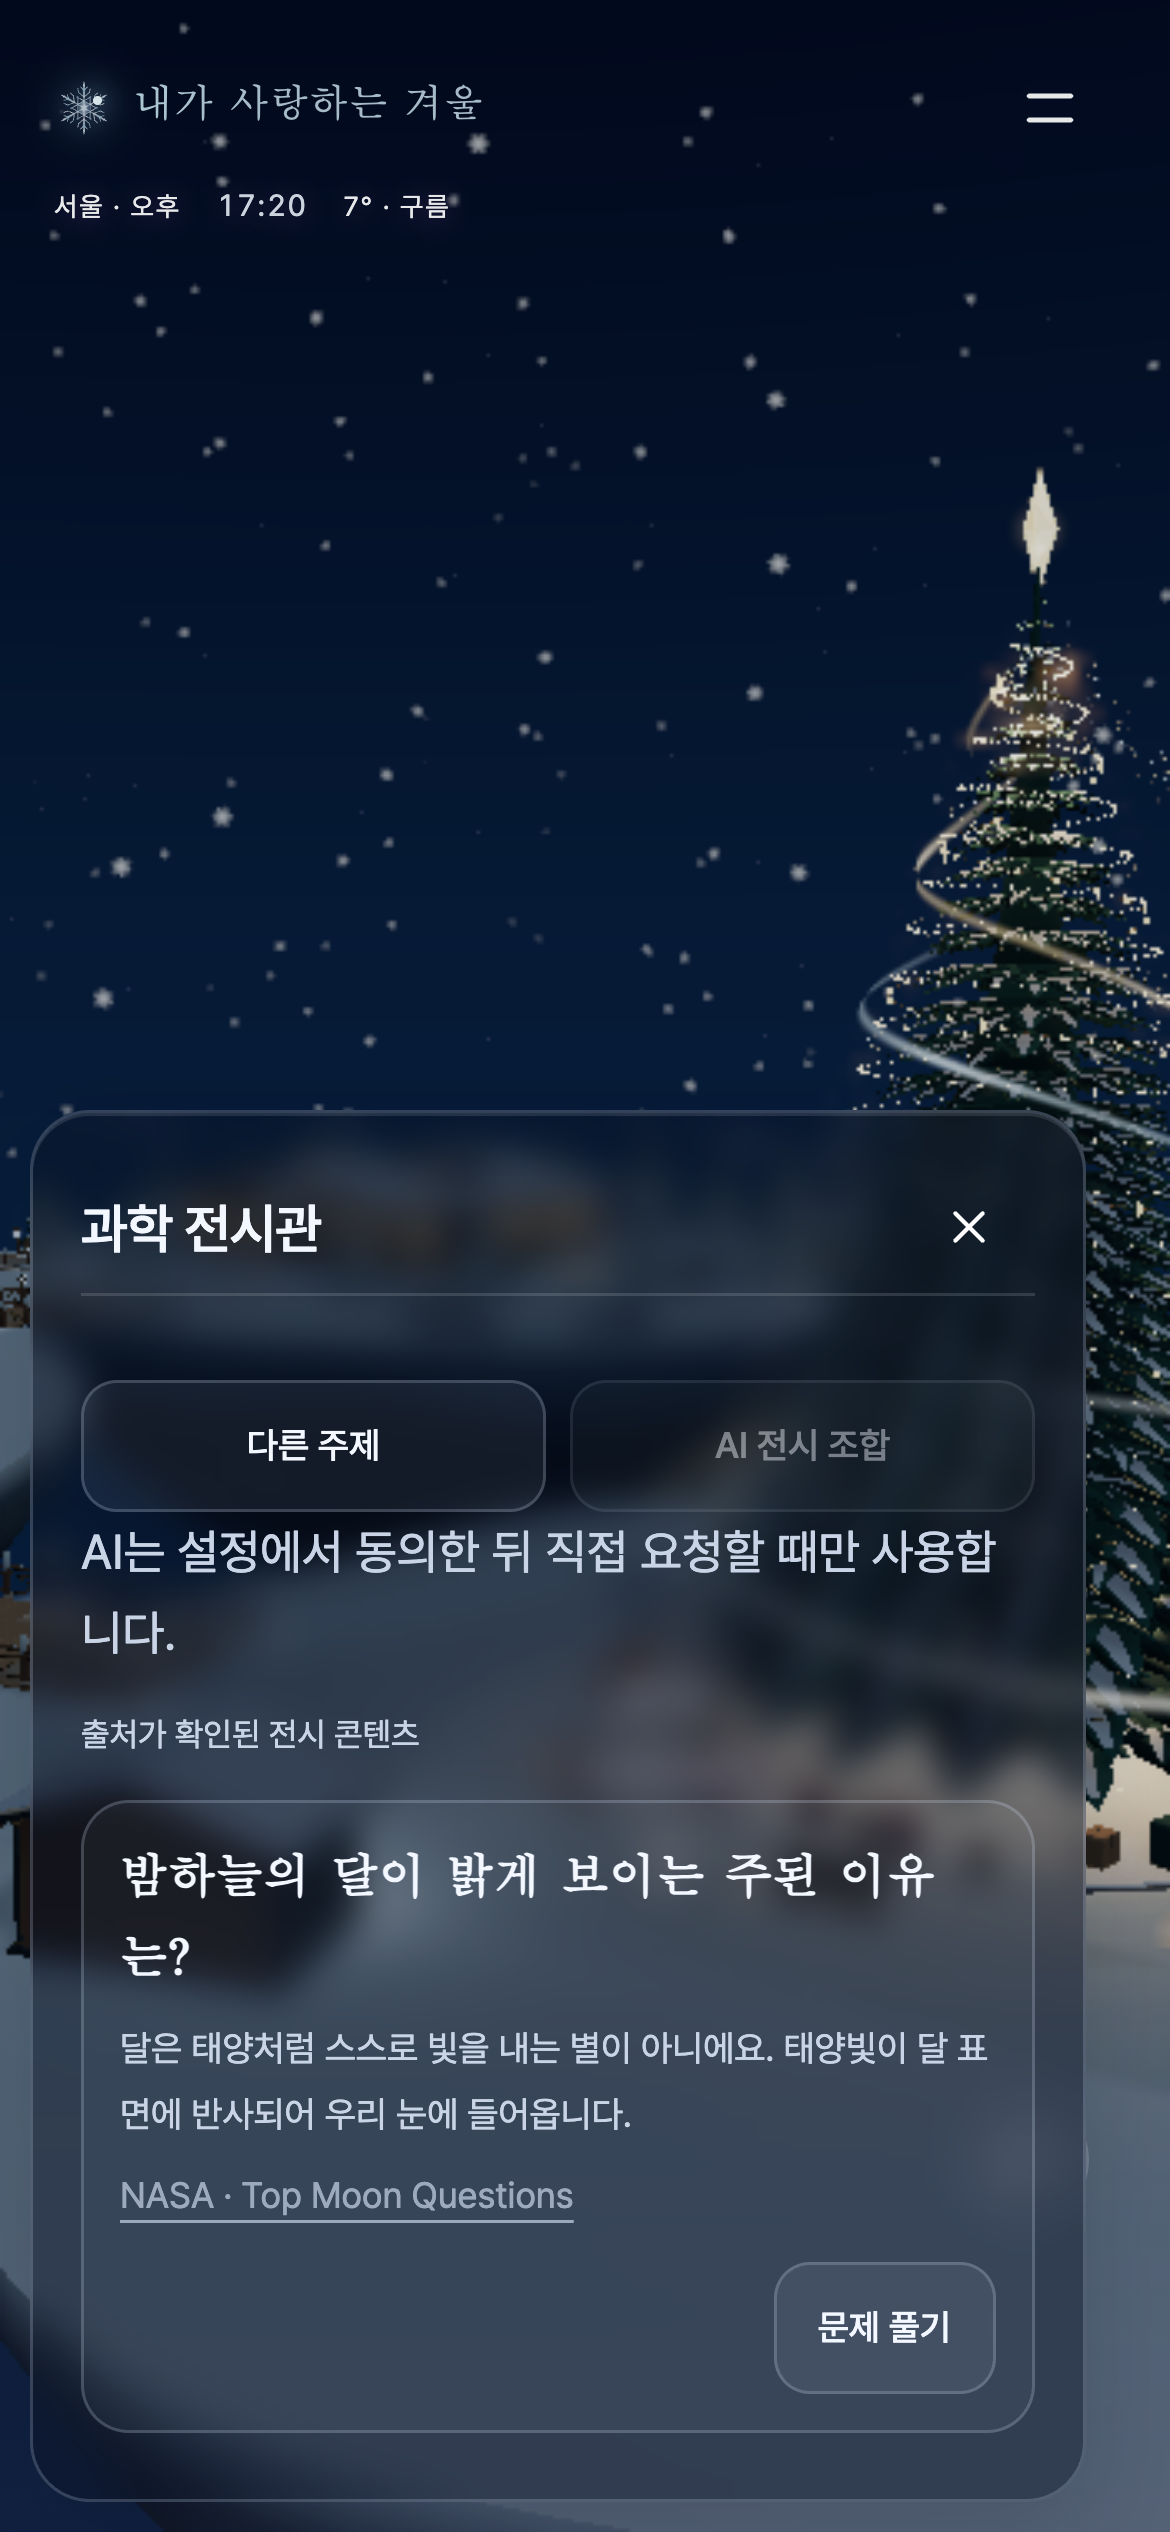 내가 사랑하는 겨울
서울 · 오후 17:20 7° · 구름
과학 전시관
다른 주제
AI 전시 조합
AI는 설정에서 동의한 뒤 직접 요청할 때만 사용합
니다.
출처가 확인된 전시 콘텐츠
밤하늘의 달이 밝게 보이는 주된 이유
는?
달은 태양처럼 스스로 빛을 내는 별이 아니에요. 태양빛이 달 표
면에 반사되어 우리 눈에 들어옵니다.
NASA · Top Moon Questions
문제 풀기